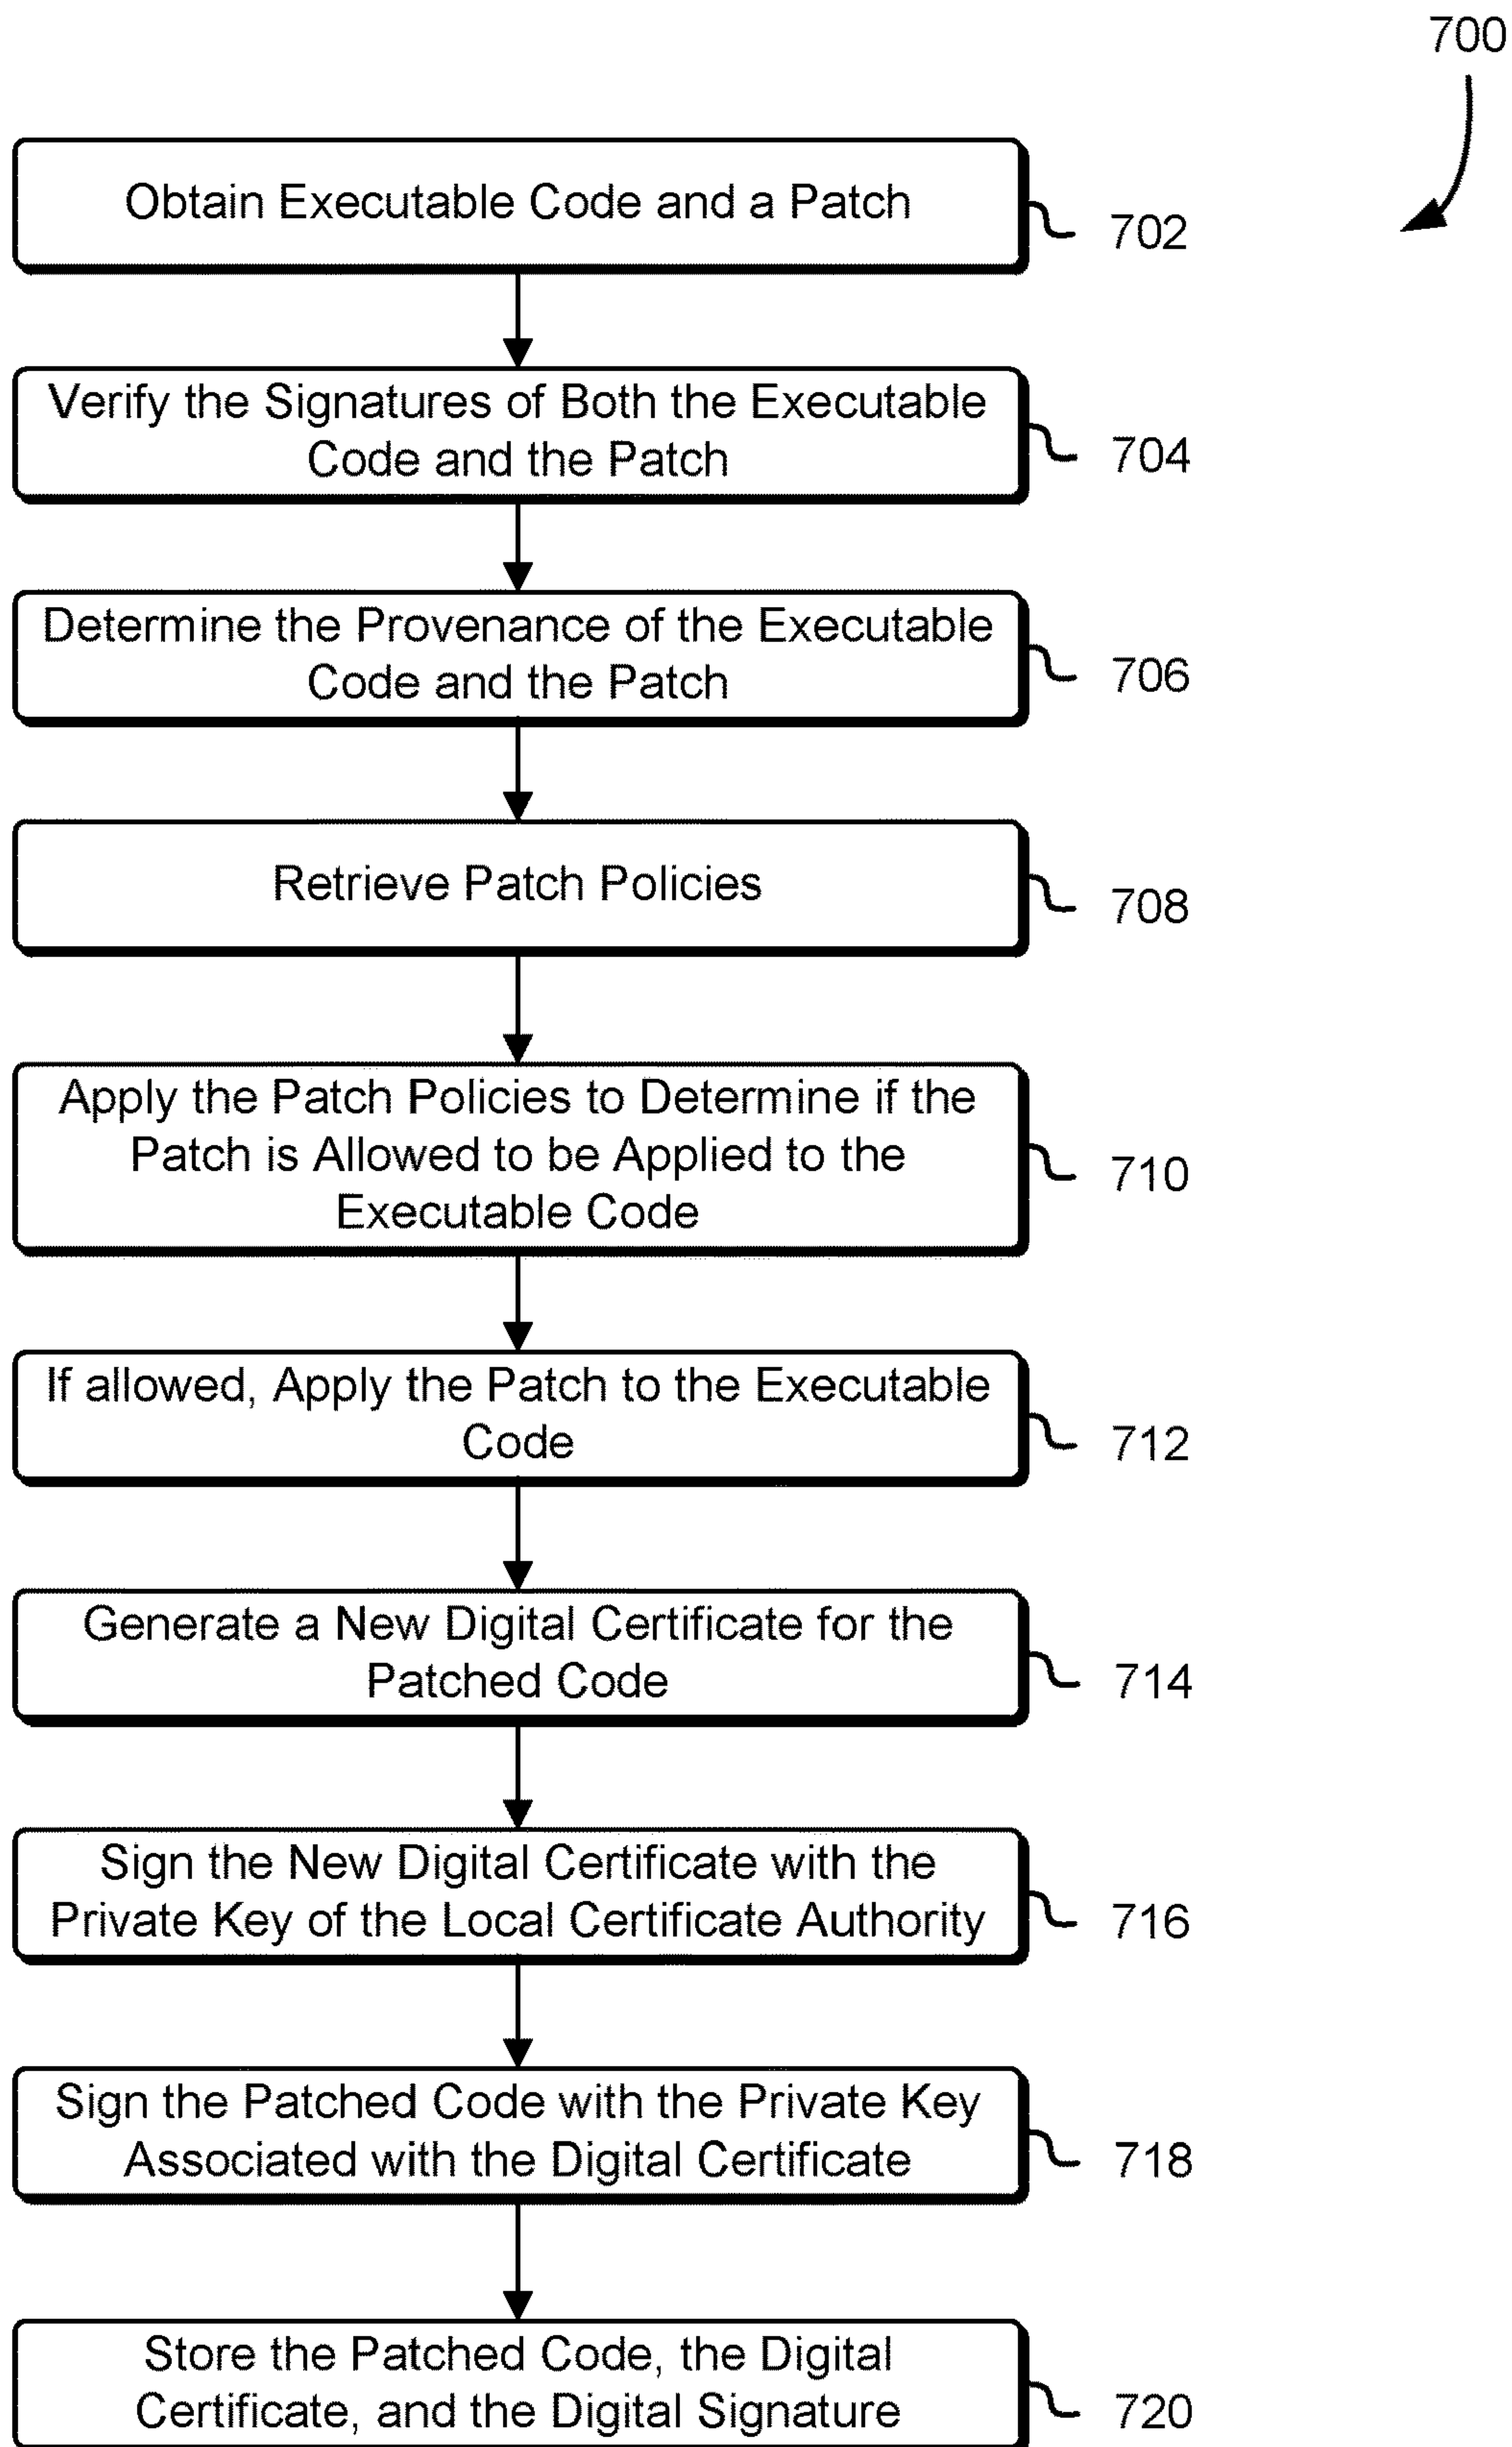 700
Obtain Executable Code and a Patch
702
Verify the Signatures of Both the Executable
Code and the Patch
704
Determine the Provenance of the Executable
Code and the Patch
706
Retrieve Patch Policies
708
Apply the Patch Policies to Determine if the
Patch is Allowed to be Applied to the
Executable Code
710
If allowed, Apply the Patch to the Executable
Code
712
Generate a New Digital Certificate for the
Patched Code
714
Sign the New Digital Certificate with the
Private Key of the Local Certificate Authority
716
Sign the Patched Code with the Private Key
Associated with the Digital Certificate
718
Store the Patched Code, the Digital
Certificate, and the Digital Signature
720